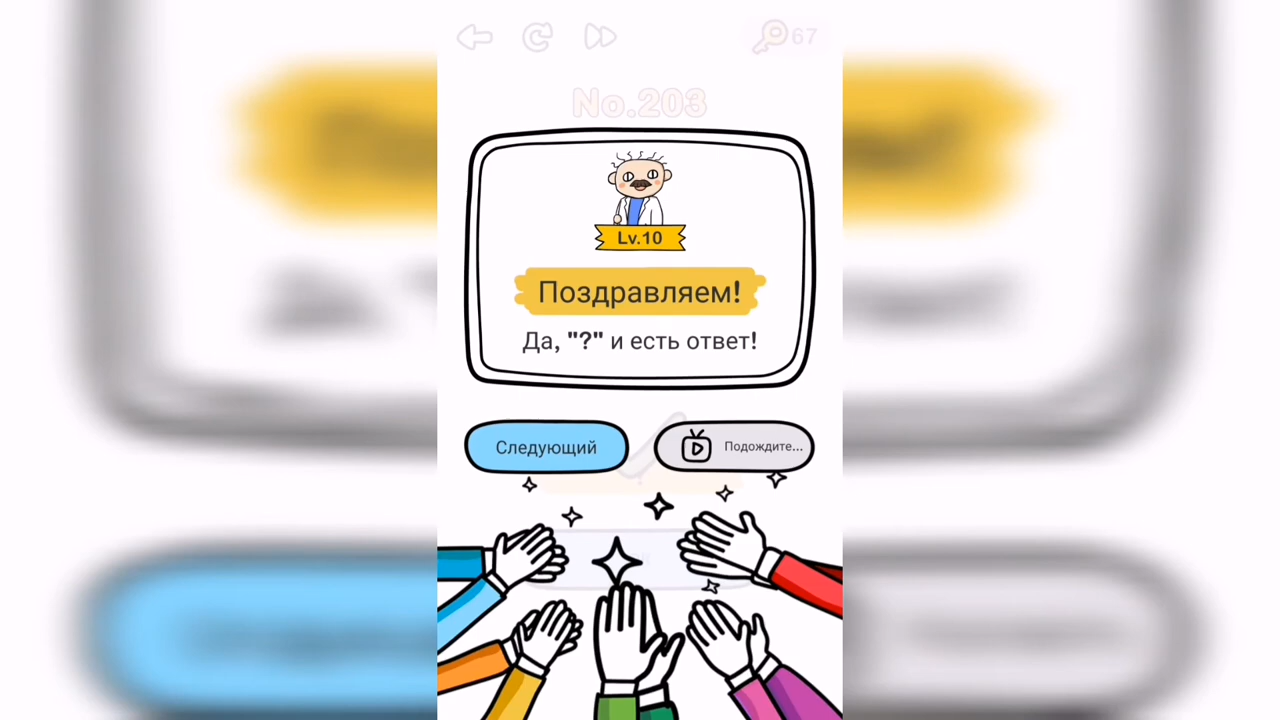 67
No.203
Lv.10
Поздравляем!
Да, "?" и есть ответ!
Следующий
Подождите...